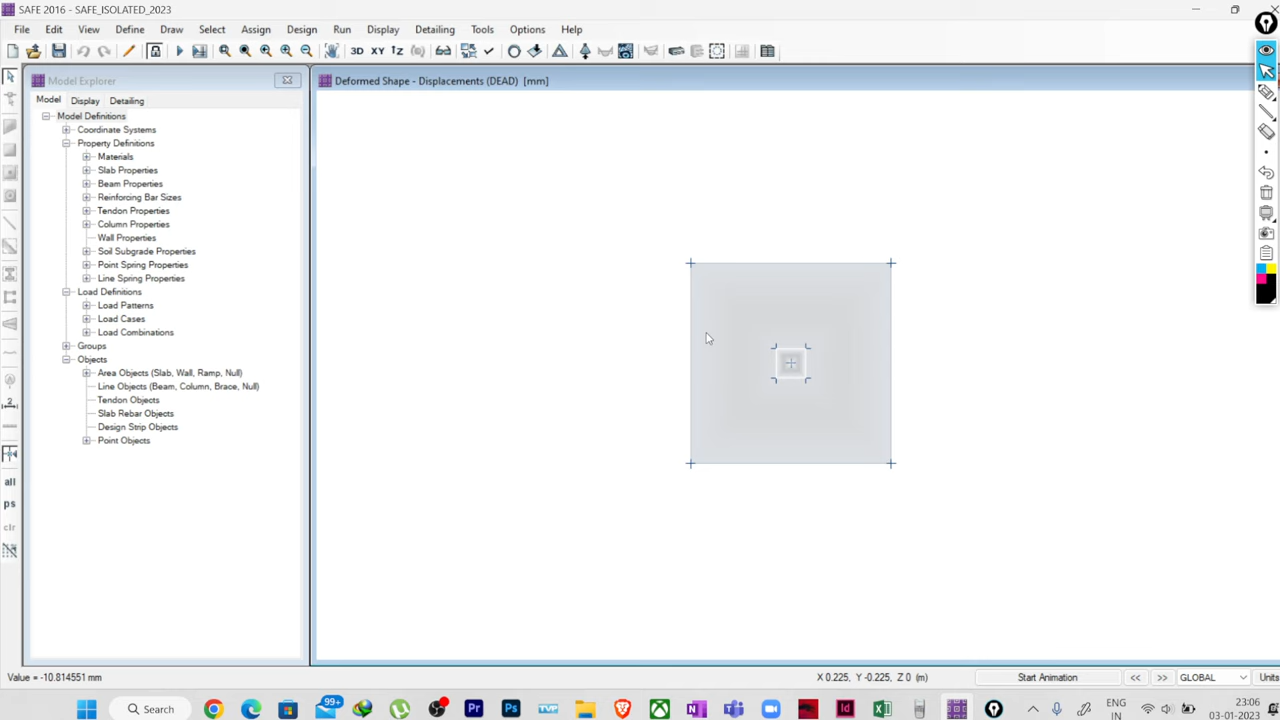 SAFE 2016 - SAFE_ISOLATED_2023
File Edit View Define Draw Select Assign Design Run Display Detailing Tools Options Help
3D XY
Model Explorer
Deformed Shape - Displacements (DEAD) [mm]
Model Display Detailing
Model Definitions
Coordinate Systems
Property Definitions
Materials
Slab Properties
Beam Properties
Reinforcing Bar Sizes
Tendon Properties
Column Properties
Wall Properties
Soil Subgrade Properties
Point Spring Properties
Line Spring Properties
Load Definitions
Load Patterns
Load Cases
Load Combinations
Groups
Objects
Area Objects (Slab, Wall, Ramp, Null)
Line Objects (Beam, Column, Brace, Null)
Tendon Objects
Slab Rebar Objects
Design Strip Objects
Point Objects
all
ps
clr
Value = -10.814551 mm
X 0.225, Y -0.225, Z 0 (m)
Start Animation
<< >>
GLOBAL
Units
Search
99+
Pr Ps TVP N Id
ENG
IN
23:06
03-01-2023